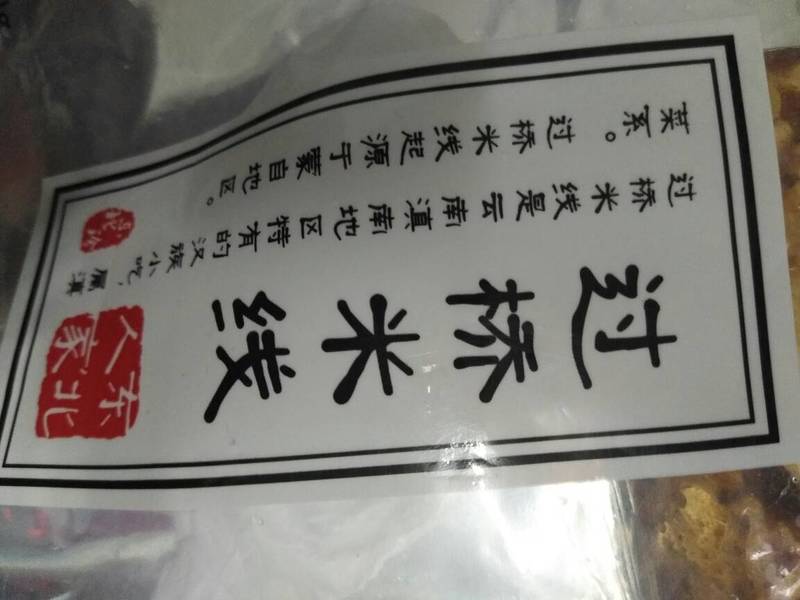 过桥米线
过桥米线是云南滇南地区特有的汉族小吃，属滇
菜系。过桥米线起源于蒙自地区。
东北
人家